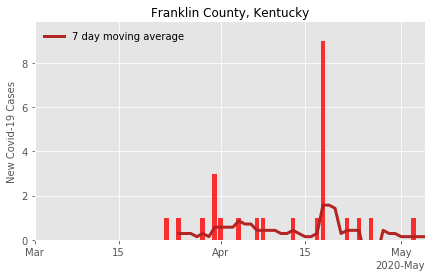 Franklin County, Kentucky
7 day moving average
New Covid-19 Cases
8
6
4
2
0
Mar 15 Apr 15 May
2020-May